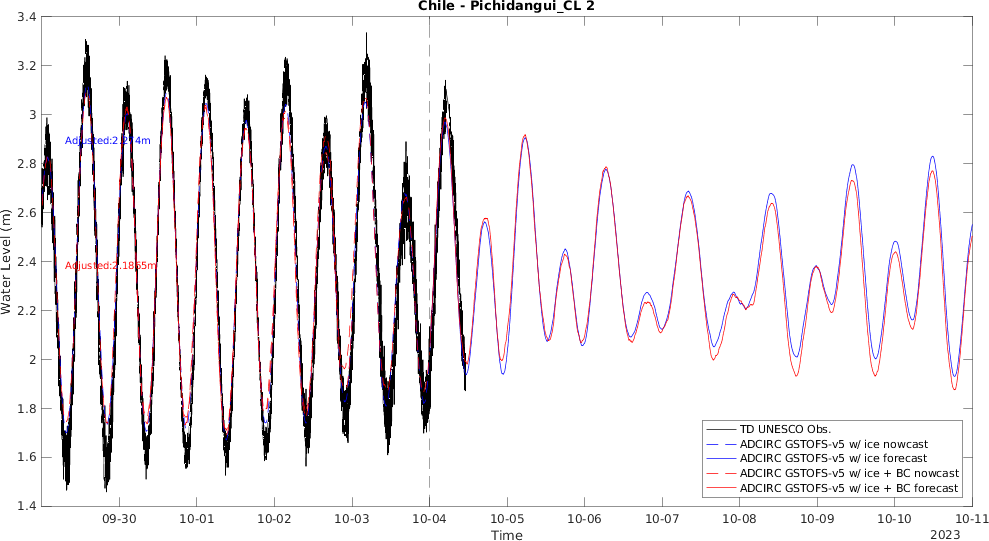 Chile - Pichidangui_CL 2
3.4
3.2
3
2.8
2.6
2.4
2.2
2
1.8
1.6
1.4
Water Level (m)
Adjusted:2.1865m
09-30
10-01
10-02
10-03
10-04
10-05
10-06
10-07
10-08
10-09
10-10
10-11
Time
2023
TD UNESCO Obs.
ADCIRC GSTOFS-v5 w/ ice nowcast
ADCIRC GSTOFS-v5 w/ ice forecast
ADCIRC GSTOFS-v5 w/ ice + BC nowcast
ADCIRC GSTOFS-v5 w/ ice + BC forecast